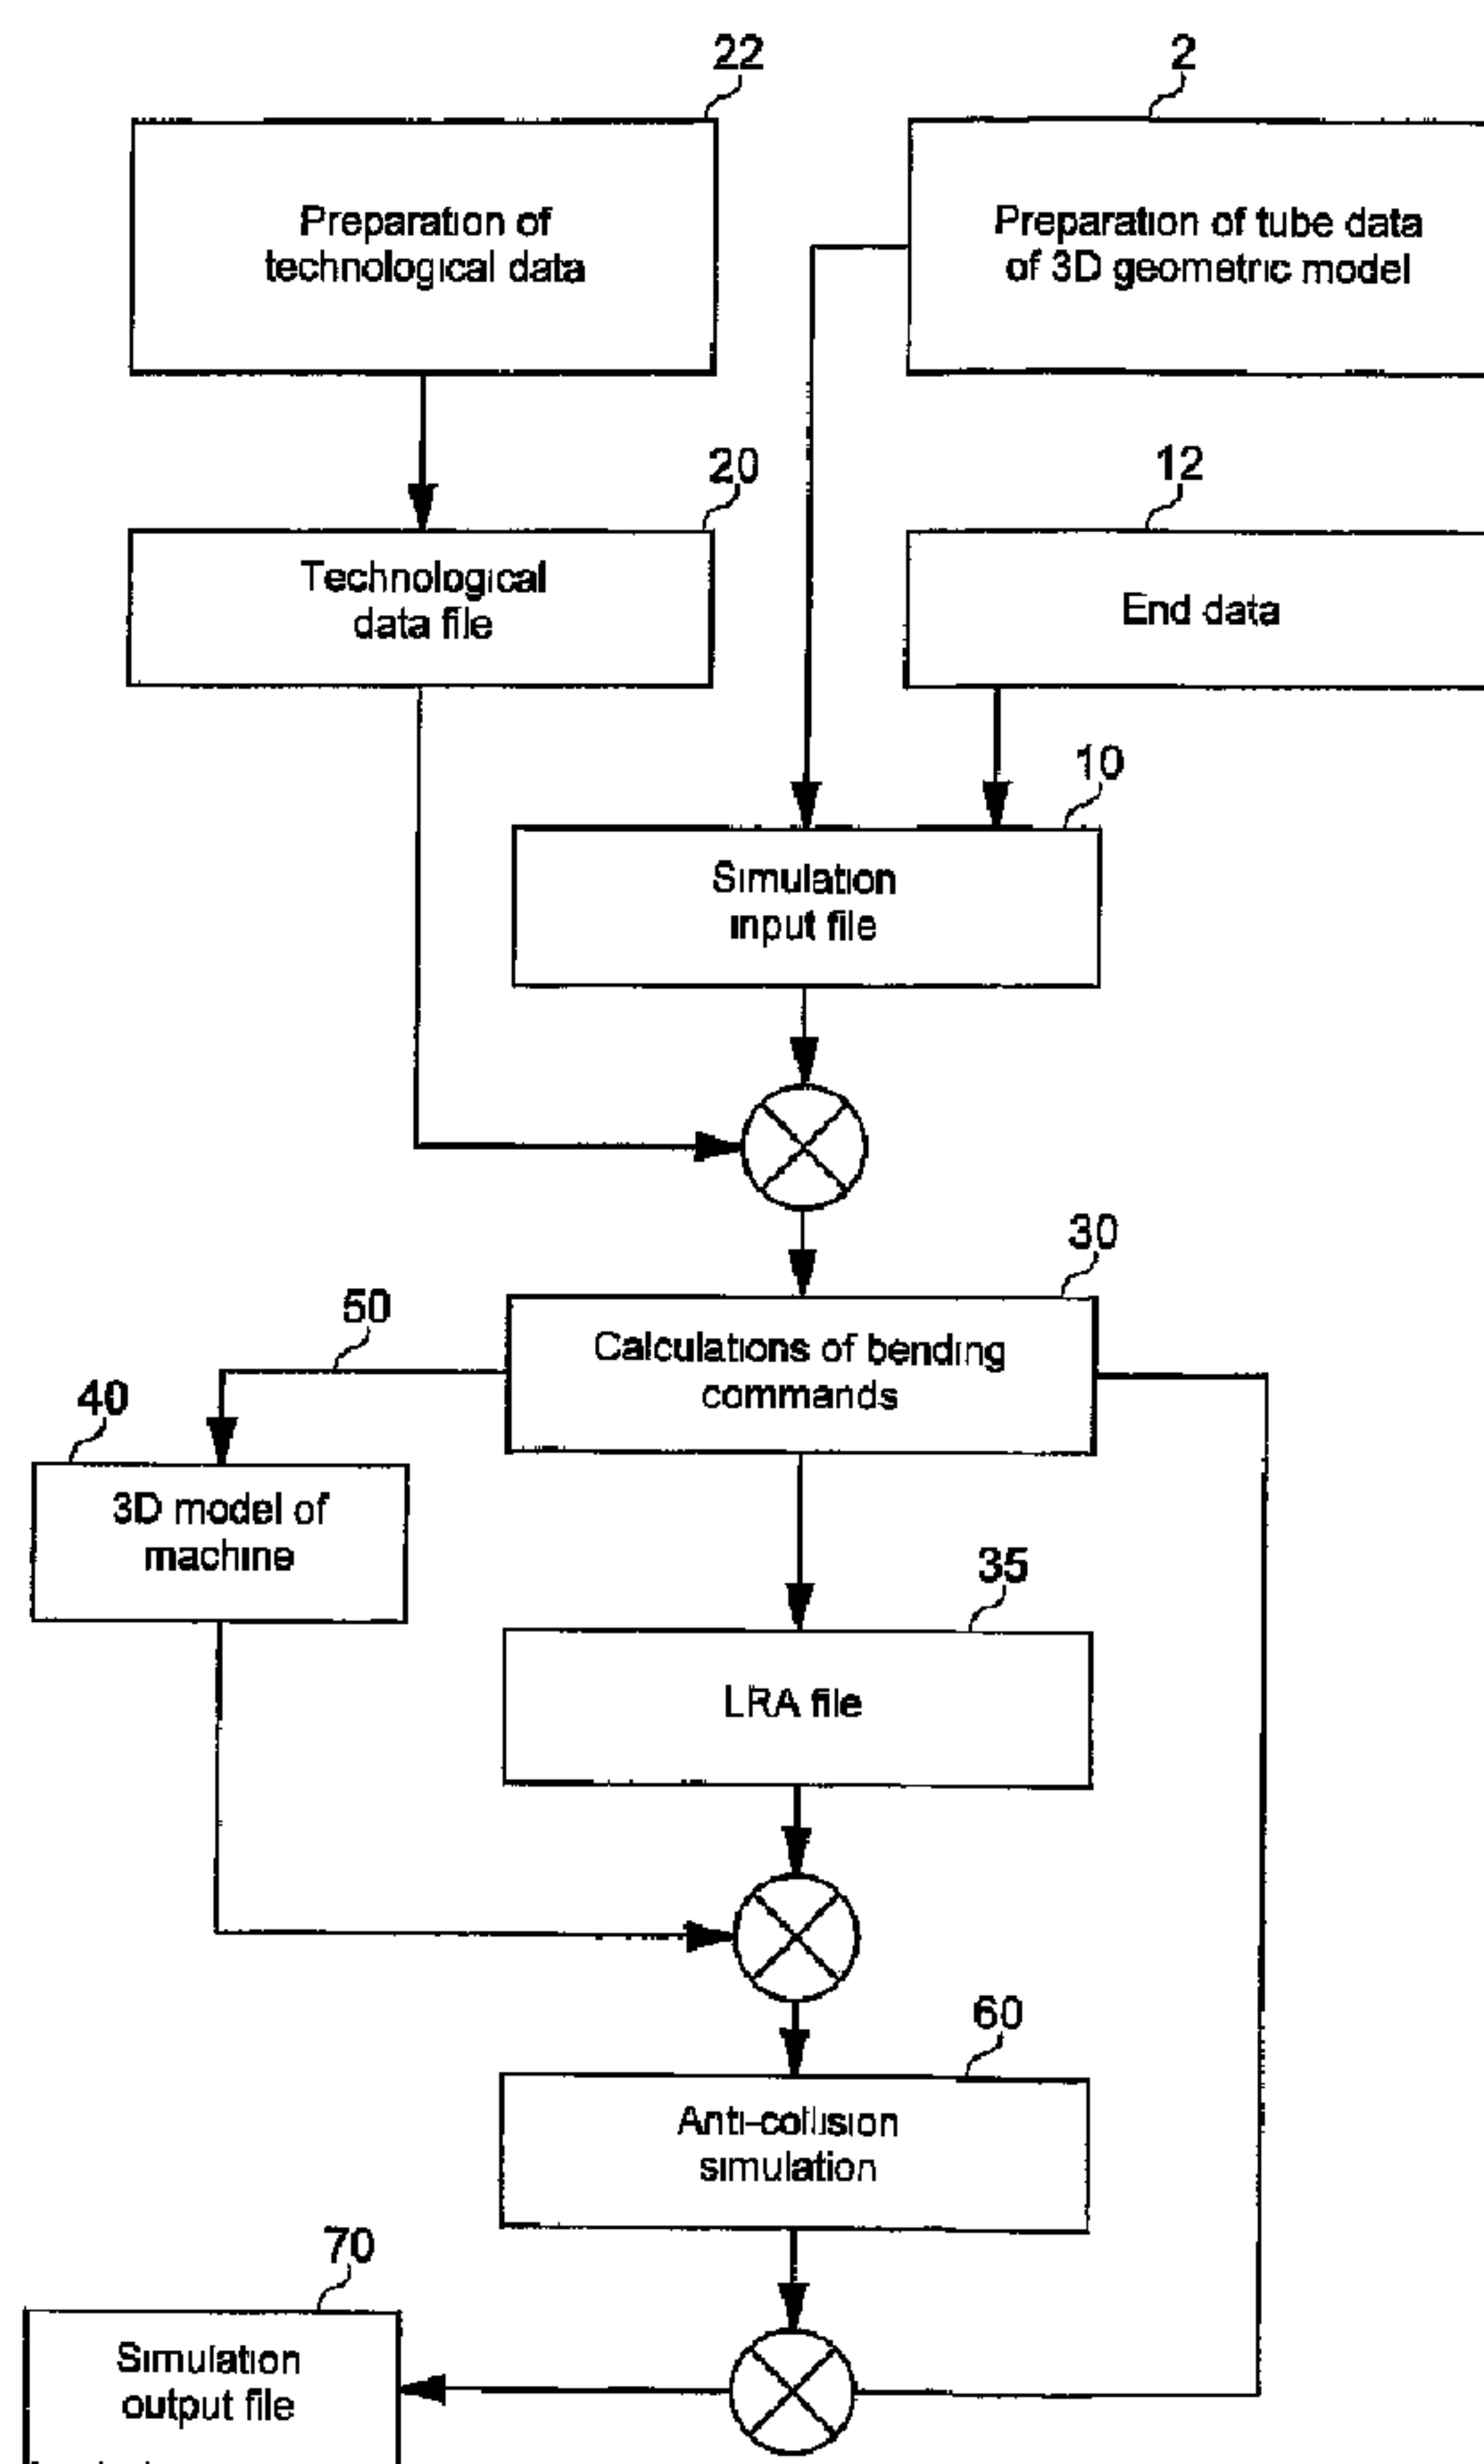 22
2
Preparation of
technological data
Preparation of tube data
of 3D geometric model
20
12
Technological
data file
End data
10
Simulation
input file
30
50
Calculations of bending
commands
40
3D model of
machine
35
LRA file
60
Anti-collision
simulation
70
Simulation
output file